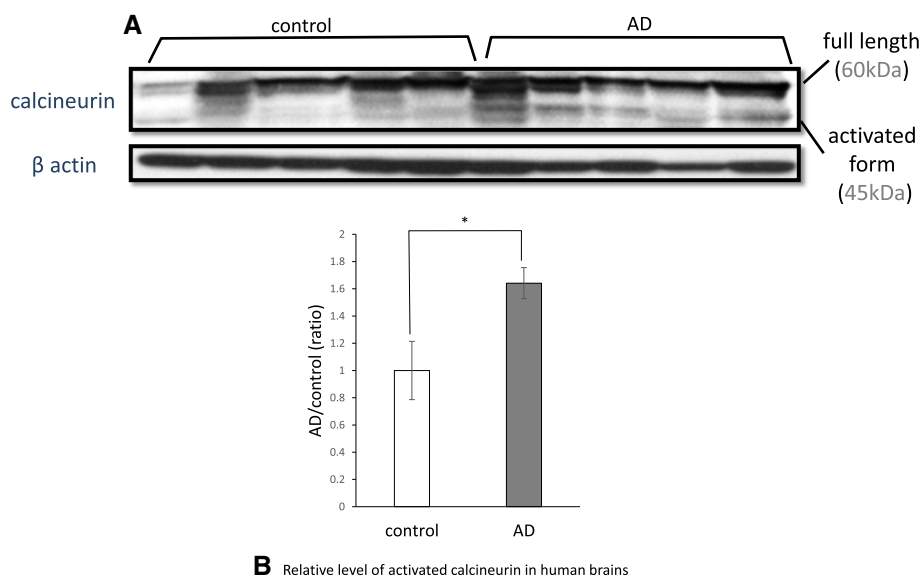 A
control
AD
full length
(60kDa)
calcineurin
activated
form
(45kDa)
β actin
*
2
1.8
1.6
1.4
1.2
1
0.8
0.6
0.4
0.2
0
AD/control (ratio)
control
AD
B Relative level of activated calcineurin in human brains